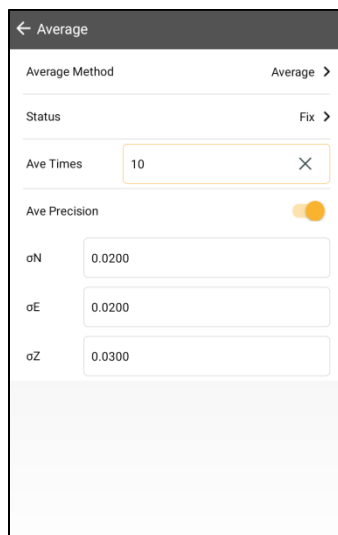 Average
Average Method Average
Status Fix
Ave Times 10
Ave Precision
σN 0.0200
σE 0.0200
σZ 0.0300